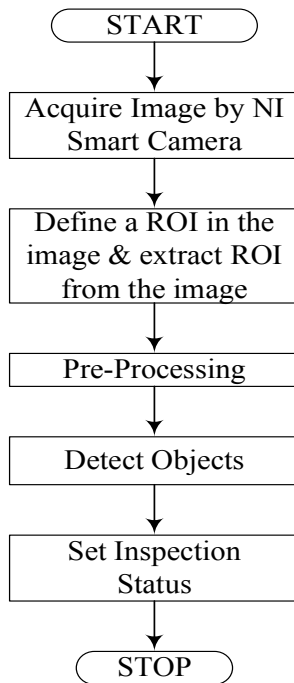 START
Acquire Image by NI
Smart Camera
Define a ROI in the
image & extract ROI
from the image
Pre-Processing
Detect Objects
Set Inspection
Status
STOP